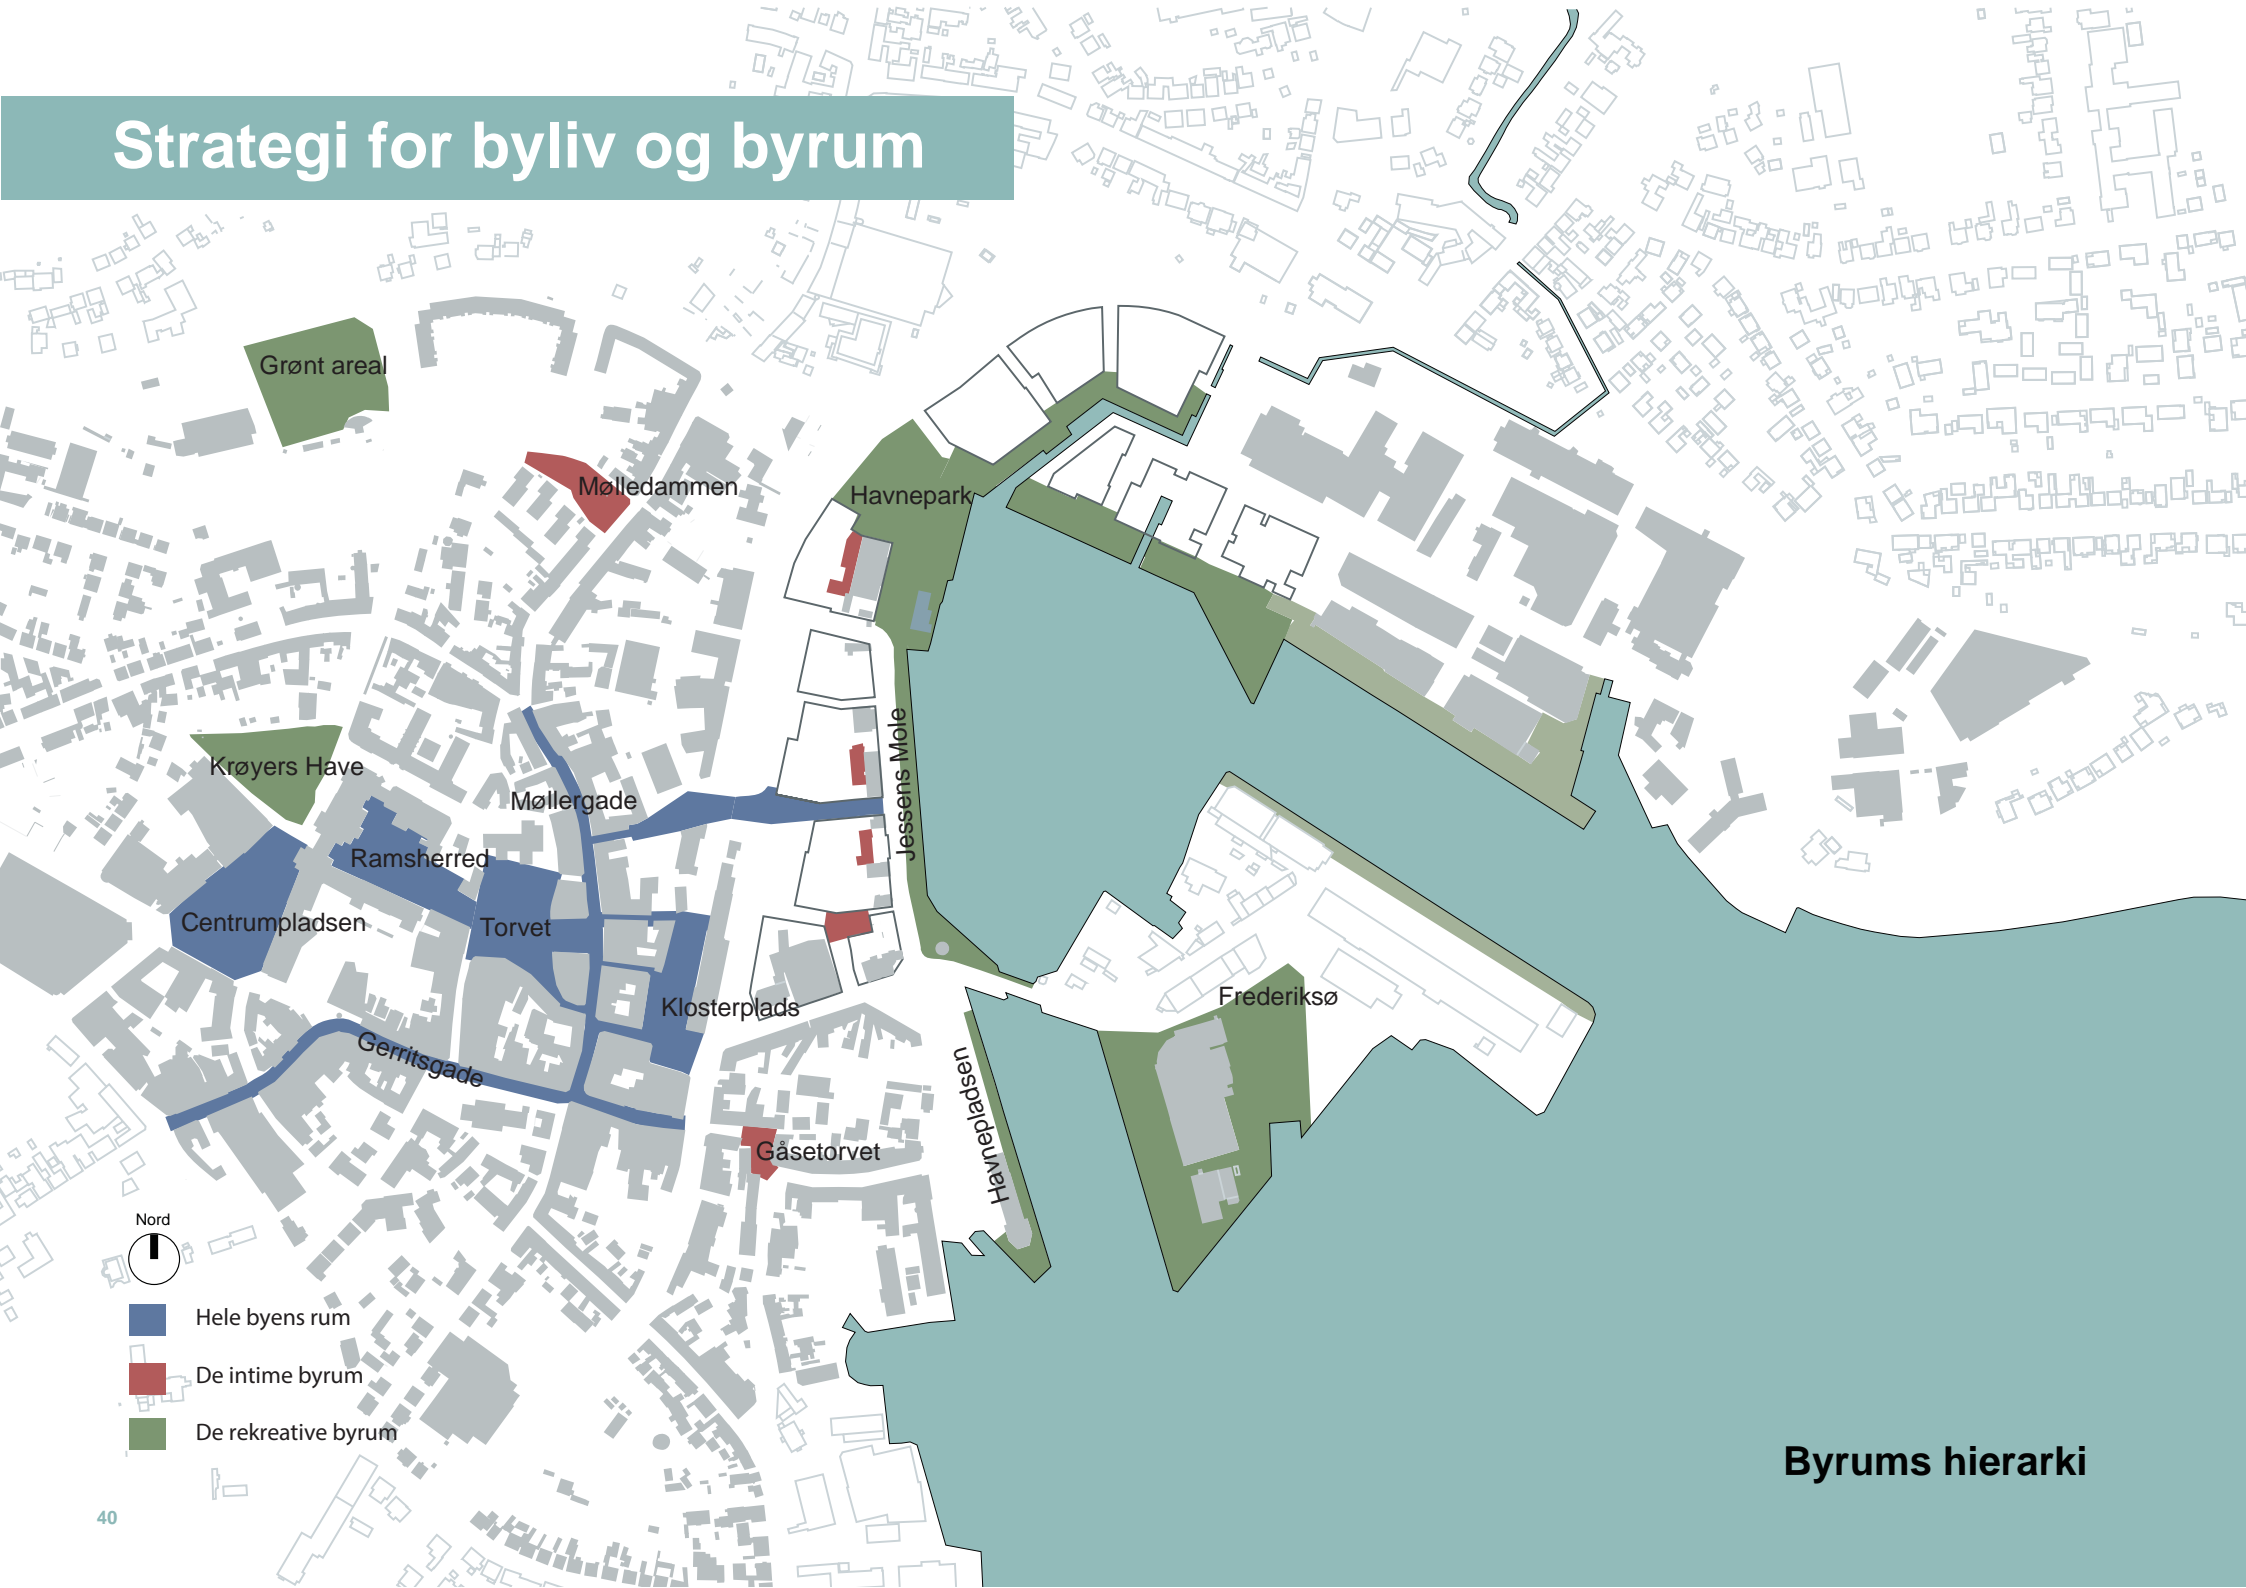 Strategi for byliv og byrum
Grønt areal
Mølledammen
Havnepark
Jessens Mole
Krøyers Have
Møllergade
Ramsherred
Centrumpladsen
Torvet
Klosterplads
Frederiksø
Gerritsgade
Havnepladsen
Gåsetorvet
Nord
Hele byens rum
De intime byrum
De rekreative byrum
Byrums hierarki
40